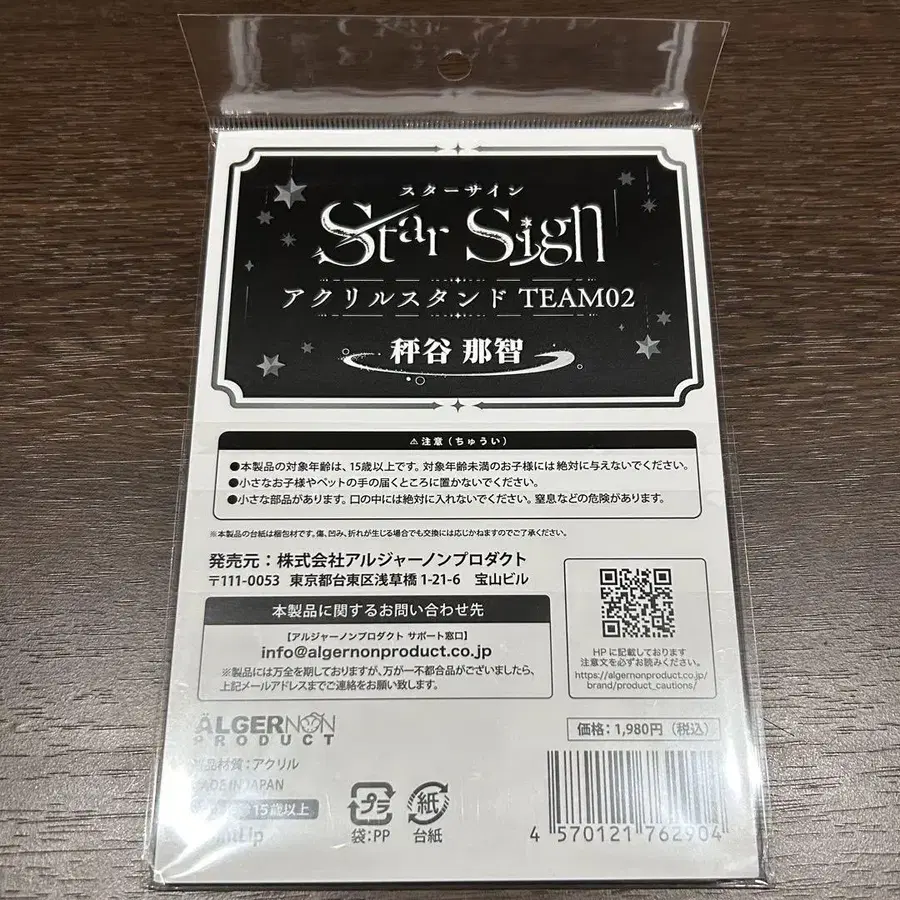 スターサイン
Star Sign
アクリルスタンド TEAM02
秤谷 那智
⚠注意（ちゅうい）
●本製品の対象年齢は、15歳以上です。対象年齢未満のお子様には絶対に与えないでください。
●小さなお子様やペットの手の届くところに置かないでください。
●小さな部品があります。口の中には絶対に入れないでください。窒息などの危険があります。
※本製品の台紙は梱包材です。傷、凹み、折れが生じる場合でも交換には応じかねますのでご了承ください。
発売元：株式会社アルジャーノンプロダクト
〒111-0053 東京都台東区浅草橋 1-21-6 宝山ビル
本製品に関するお問い合わせ先
【アルジャーノンプロダクト サポート窓口】
info@algernonproduct.co.jp
※製品には万全を期しておりますが、万が一不都合品がございましたら、
上記メールアドレスまでご連絡をお願い致します。
HPに記載しております
注意文を必ずお読みください。
https://algernonproduct.co.jp/
brand/product_cautions/
ALGERNON
PRODUCT
価格：1,980円（税込）
製品材質：アクリル
MADE IN JAPAN
15歳以上
プラ
袋：PP
紙
台紙
4 570121 762904